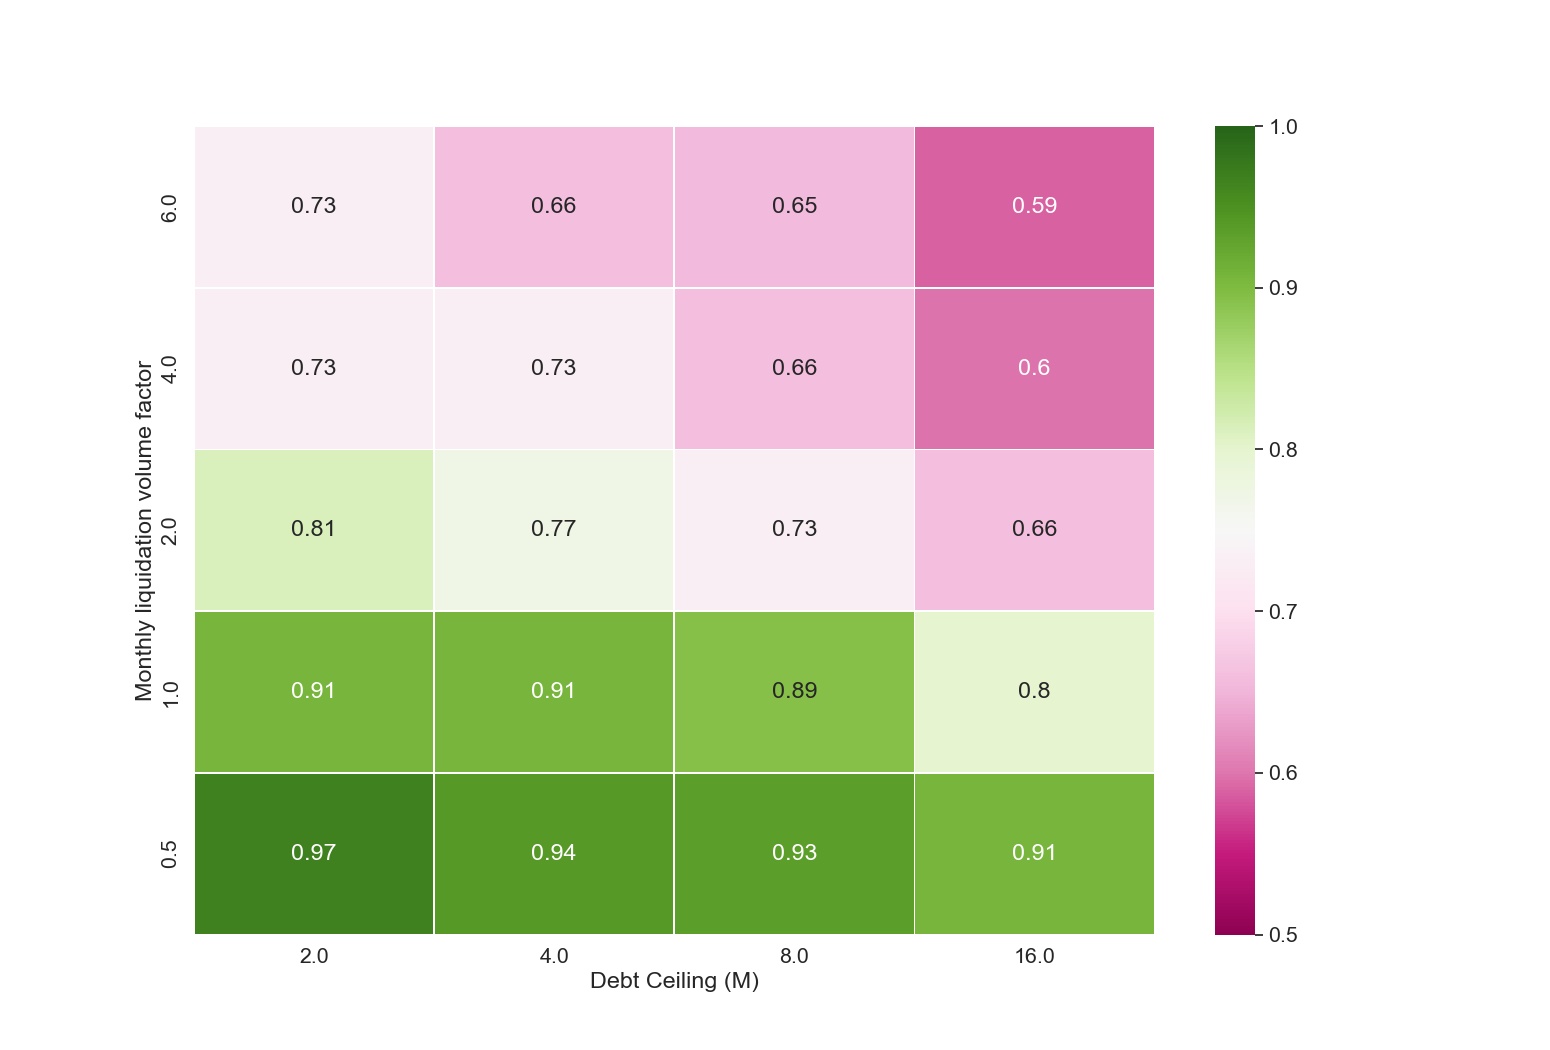 1.0
6.0 0.73 0.66 0.65 0.59
0.9
4.0 0.73 0.73 0.66 0.6
0.8
Monthly liquidation volume factor
2.0 0.81 0.77 0.73 0.66
0.7
1.0 0.91 0.91 0.89 0.8
0.6
0.5 0.97 0.94 0.93 0.91
0.5
2.0 4.0 8.0 16.0
Debt Ceiling (M)